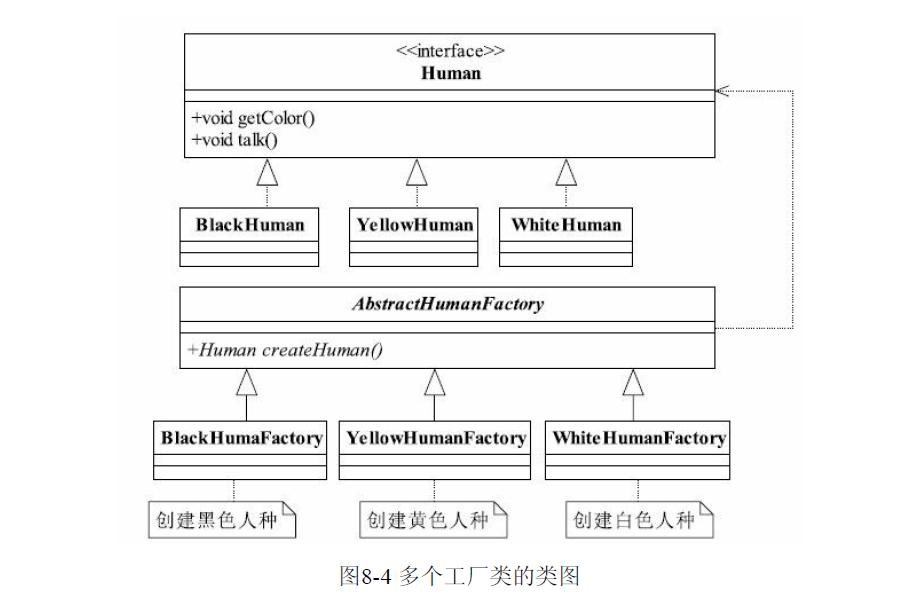 <<interface>>
Human
+void getColor()
+void talk()
BlackHuman YellowHuman WhiteHuman
AbstractHumanFactory
+Human createHuman()
BlackHumaFactory YellowHumanFactory WhiteHumanFactory
创建黑色人种 创建黄色人种 创建白色人种
图8-4 多个工厂类的类图